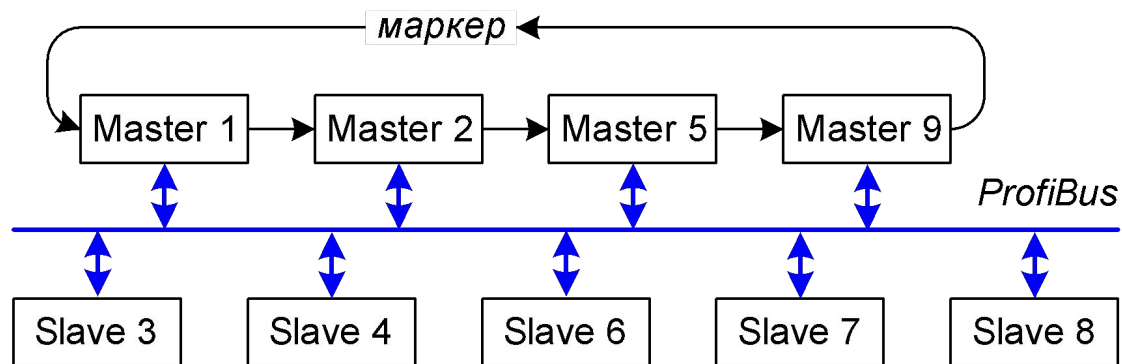 маркер
Master 1
Master 2
Master 5
Master 9
ProfiBus
Slave 3
Slave 4
Slave 6
Slave 7
Slave 8